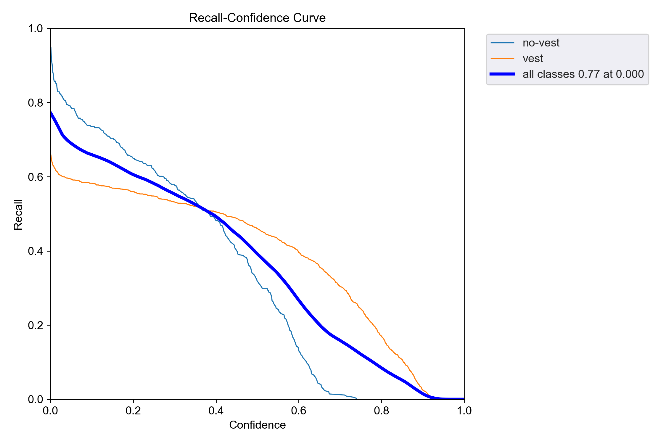 Recall-Confidence Curve
no-vest
vest
all classes 0.77 at 0.000
1.0
0.8
0.6
0.4
0.2
0.0
Recall
0.0 0.2 0.4 0.6 0.8 1.0
Confidence